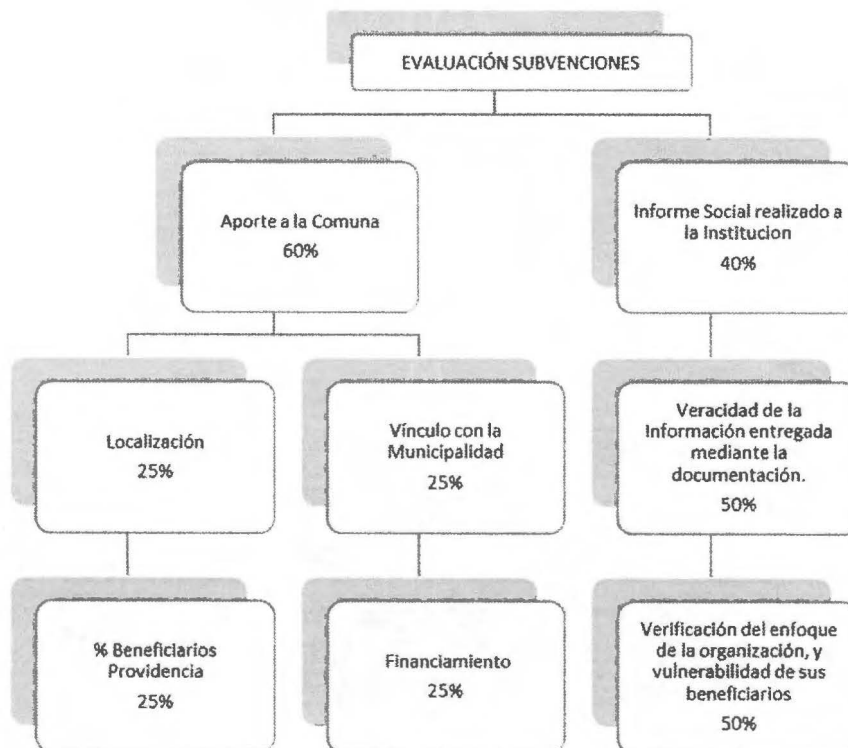 EVALUACIÓN SUBVENCIONES
Aporte a la Comuna
60%
Informe Social realizado a
la Institucion
40%
Localización
25%
Vínculo con la
Municipalidad
25%
Veracidad de la
Información entregada
mediante la
documentación.
50%
% Beneficiarios
Providencia
25%
Financiamiento
25%
Verificación del enfoque
de la organización, y
vulnerabilidad de sus
beneficiarios
50%